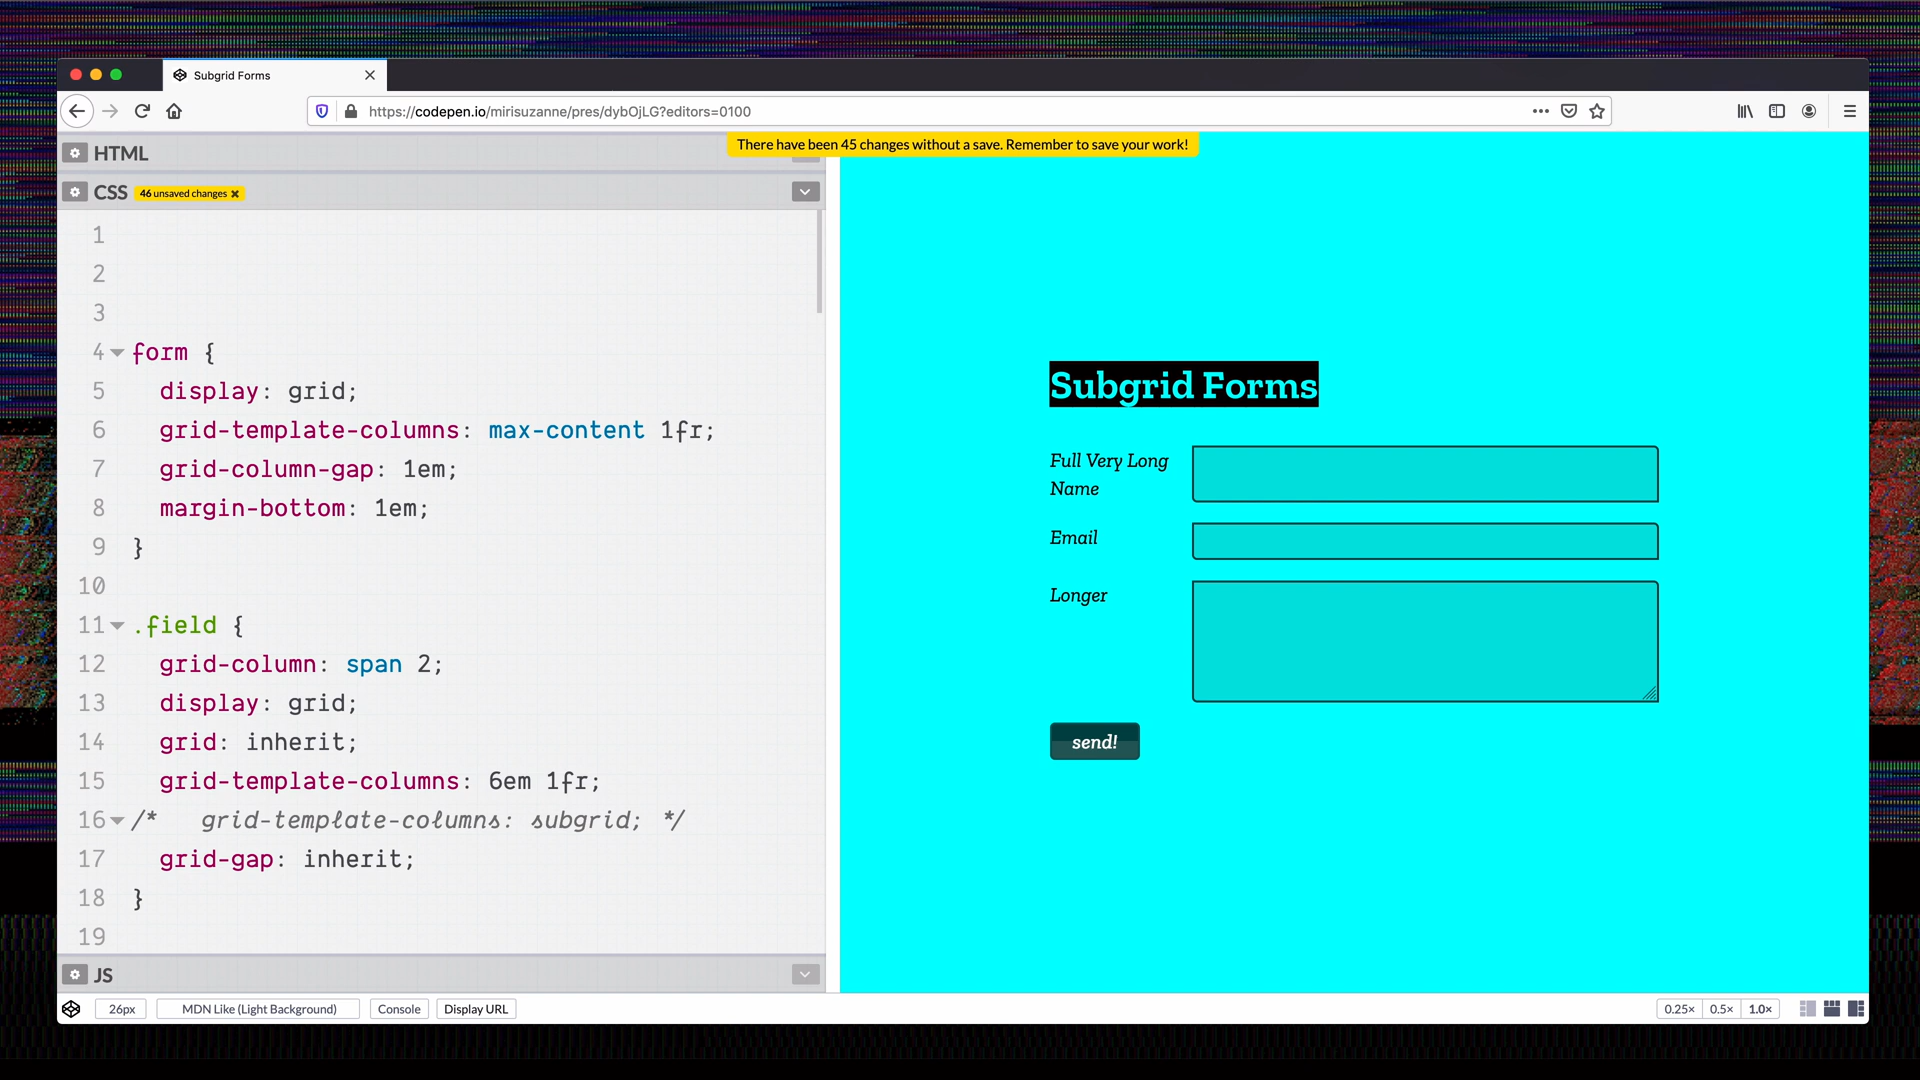 Subgrid Forms
https://codepen.io/mirisuzanne/pres/dybOjLG?editors=0100
There have been 45 changes without a save. Remember to save your work!
HTML
CSS 46 unsaved changes
1
2
3
4 form {
5 display: grid;
6 grid-template-columns: max-content 1fr;
7 grid-column-gap: 1em;
8 margin-bottom: 1em;
9 }
10
11 .field {
12 grid-column: span 2;
13 display: grid;
14 grid: inherit;
15 grid-template-columns: 6em 1fr;
16 /* grid-template-columns: subgrid; */
17 grid-gap: inherit;
18 }
19
JS
Subgrid Forms
Full Very Long
Name
Email
Longer
send!
26px MDN Like (Light Background) Console Display URL 0.25× 0.5× 1.0×